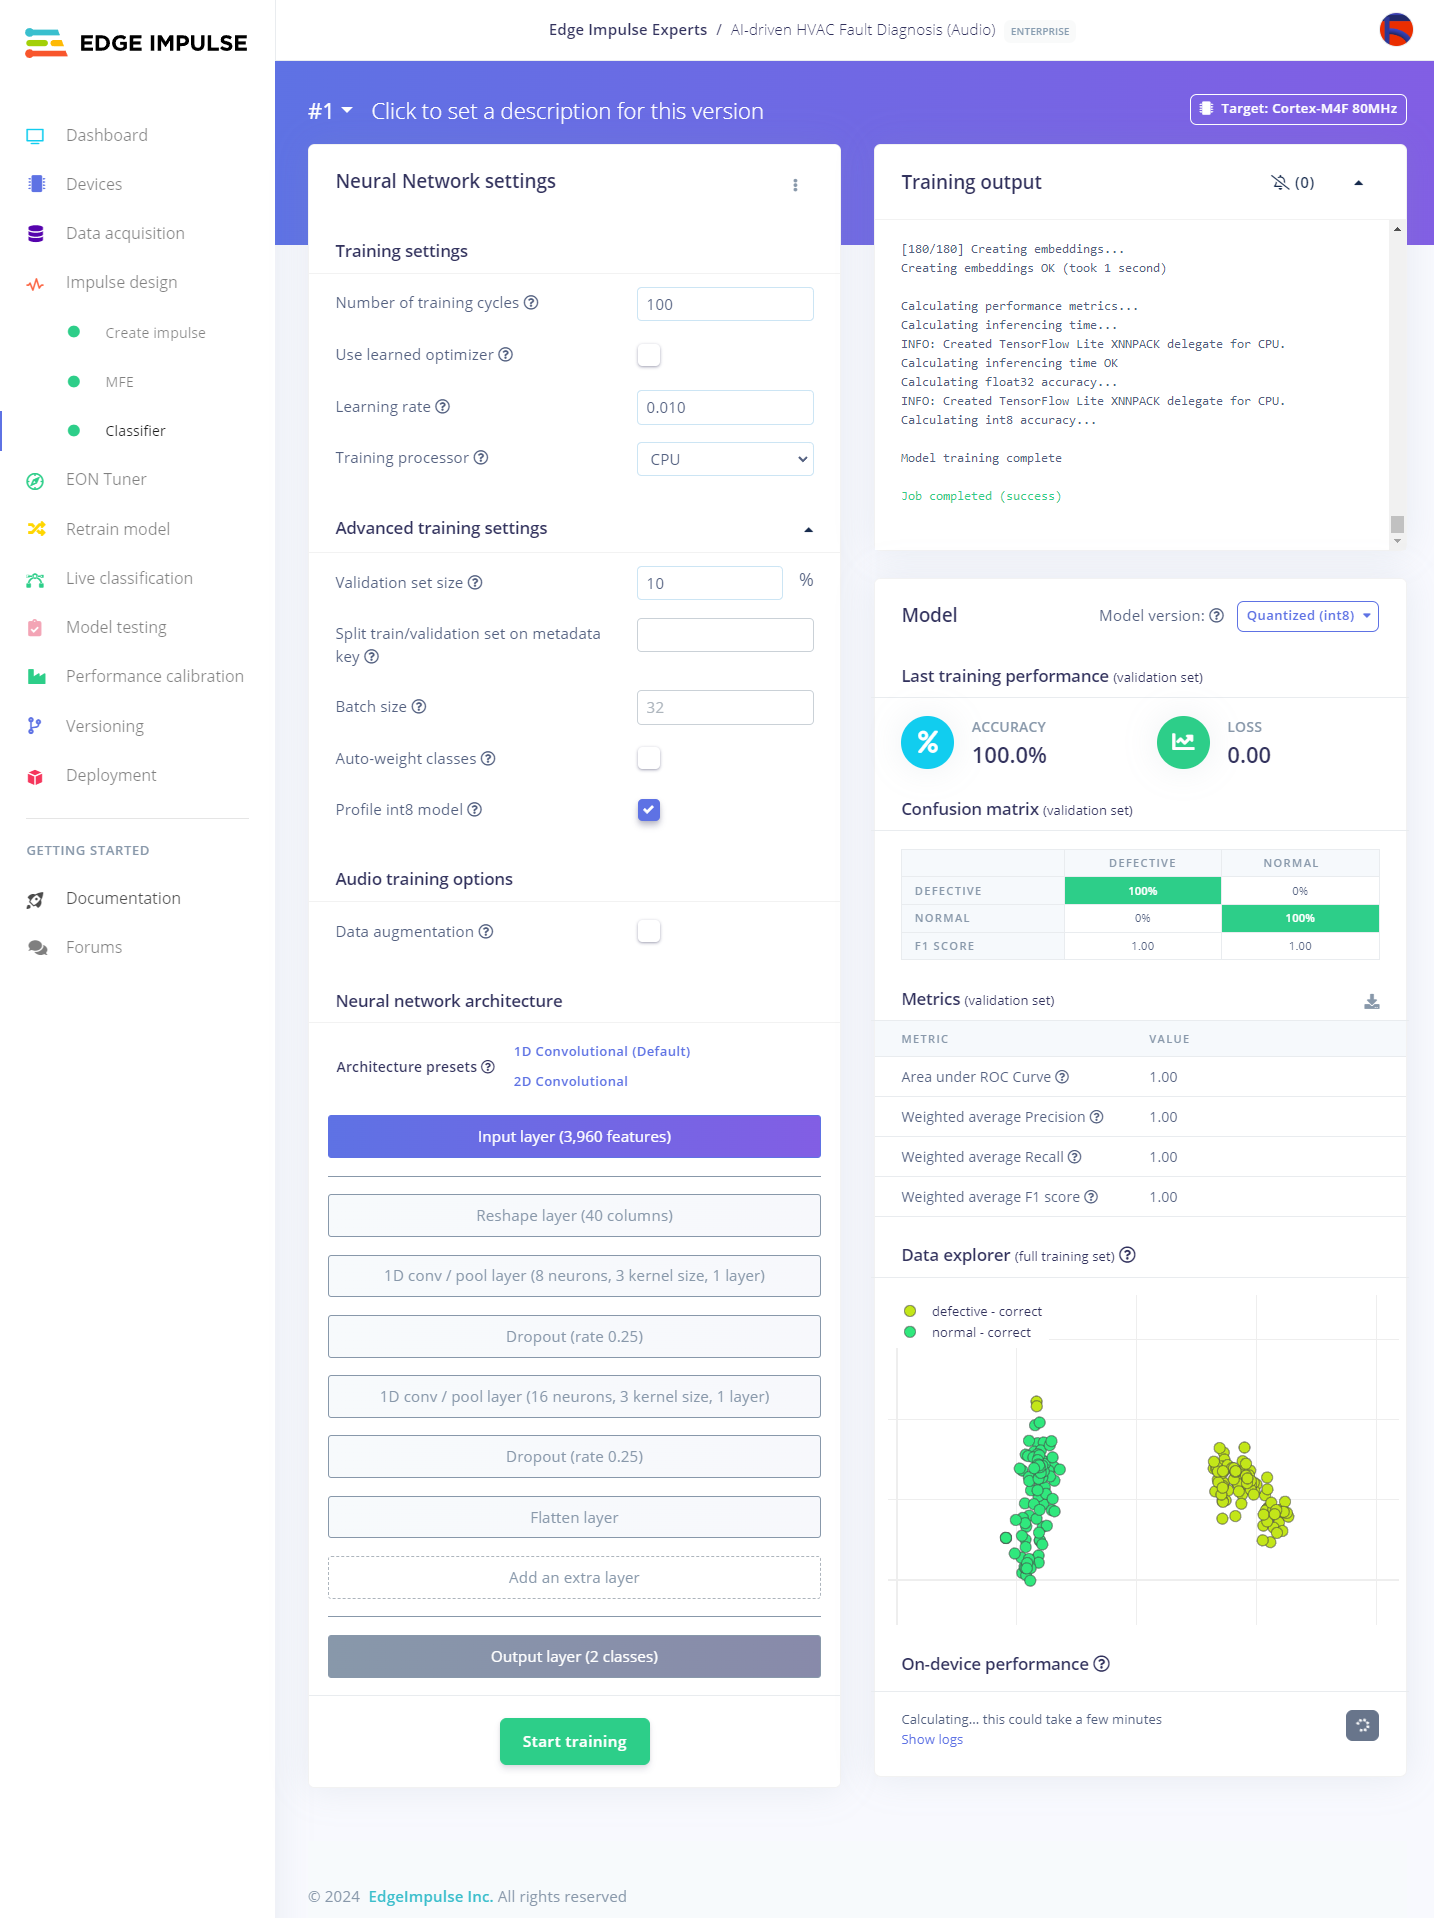 EDGE IMPULSE
Edge Impulse Experts / AI-driven HVAC Fault Diagnosis (Audio) ENTERPRISE
Dashboard
Devices
Data acquisition
Impulse design
Create impulse
MFE
Classifier
EON Tuner
Retrain model
Live classification
Model testing
Performance calibration
Versioning
Deployment
GETTING STARTED
Documentation
Forums
#1 Click to set a description for this version
Target: Cortex-M4F 80MHz
Neural Network settings
Training settings
Number of training cycles ? 100
Use learned optimizer ?
Learning rate ? 0.010
Training processor ? CPU
Advanced training settings
Validation set size ? 10 %
Split train/validation set on metadata
key ?
Batch size ? 32
Auto-weight classes ?
Profile int8 model ?
Audio training options
Data augmentation ?
Neural network architecture
Architecture presets ? 1D Convolutional (Default)
2D Convolutional
Input layer (3,960 features)
Reshape layer (40 columns)
1D conv / pool layer (8 neurons, 3 kernel size, 1 layer)
Dropout (rate 0.25)
1D conv / pool layer (16 neurons, 3 kernel size, 1 layer)
Dropout (rate 0.25)
Flatten layer
Add an extra layer
Output layer (2 classes)
Start training
Training output (0)
[180/180] Creating embeddings...
Creating embeddings OK (took 1 second)
Calculating performance metrics...
Calculating inferencing time...
INFO: Created TensorFlow Lite XNNPACK delegate for CPU.
Calculating inferencing time OK
Calculating float32 accuracy...
INFO: Created TensorFlow Lite XNNPACK delegate for CPU.
Calculating int8 accuracy...
Model training complete
Job completed (success)
Model Model version: ? Quantized (int8)
Last training performance (validation set)
% ACCURACY
100.0%
LOSS
0.00
Confusion matrix (validation set)
DEFECTIVE NORMAL
DEFECTIVE 100% 0%
NORMAL 0% 100%
F1 SCORE 1.00 1.00
Metrics (validation set)
METRIC VALUE
Area under ROC Curve ? 1.00
Weighted average Precision ? 1.00
Weighted average Recall ? 1.00
Weighted average F1 score ? 1.00
Data explorer (full training set) ?
defective - correct
normal - correct
On-device performance ?
Calculating... this could take a few minutes
Show logs
© 2024 EdgeImpulse Inc. All rights reserved